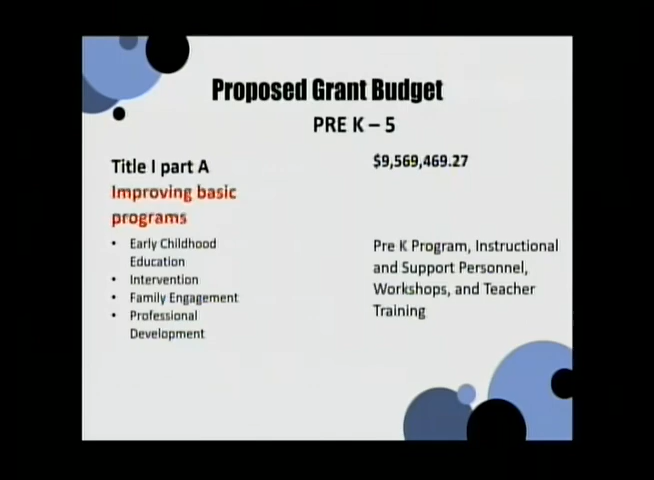 Proposed Grant Budget
PRE K – 5
Title I part A
Improving basic
programs
• Early Childhood
Education
• Intervention
• Family Engagement
• Professional
Development
$9,569,469.27
Pre K Program, Instructional
and Support Personnel,
Workshops, and Teacher
Training